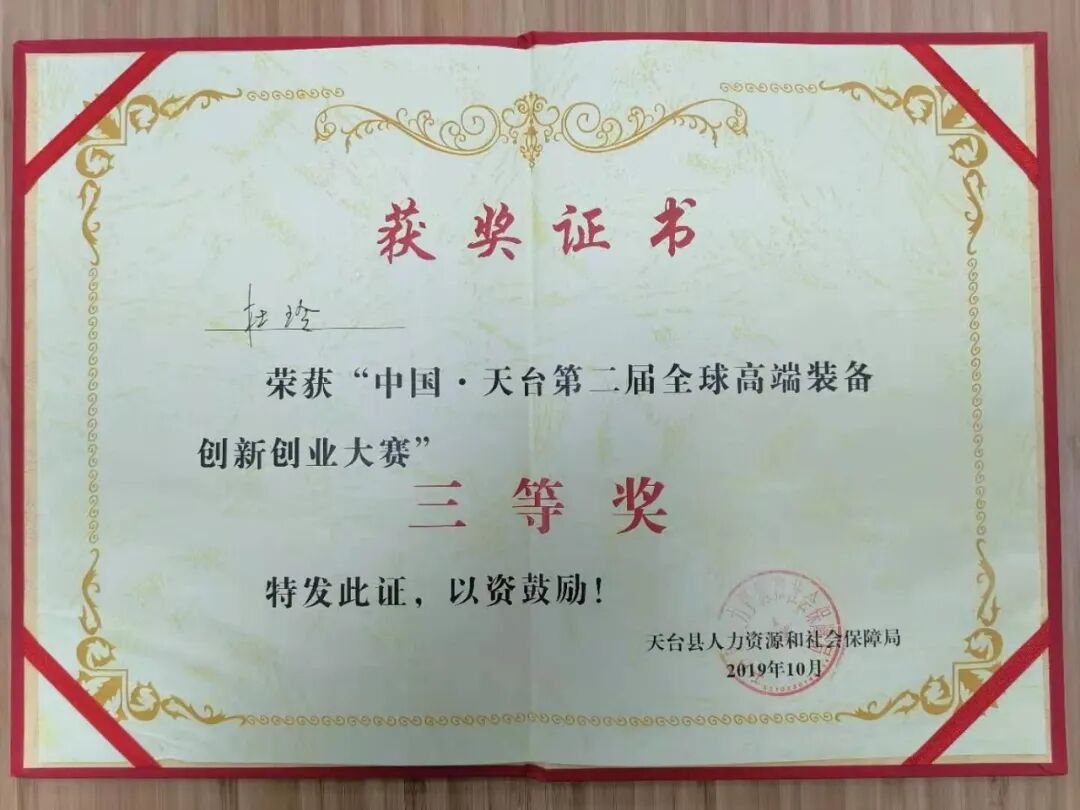 获奖证书
杜玲
荣获“中国·天台第二届全球高端装备
创新创业大赛”
三等奖
特发此证，以资鼓励！
天台县人力资源和社会保障局
2019年10月